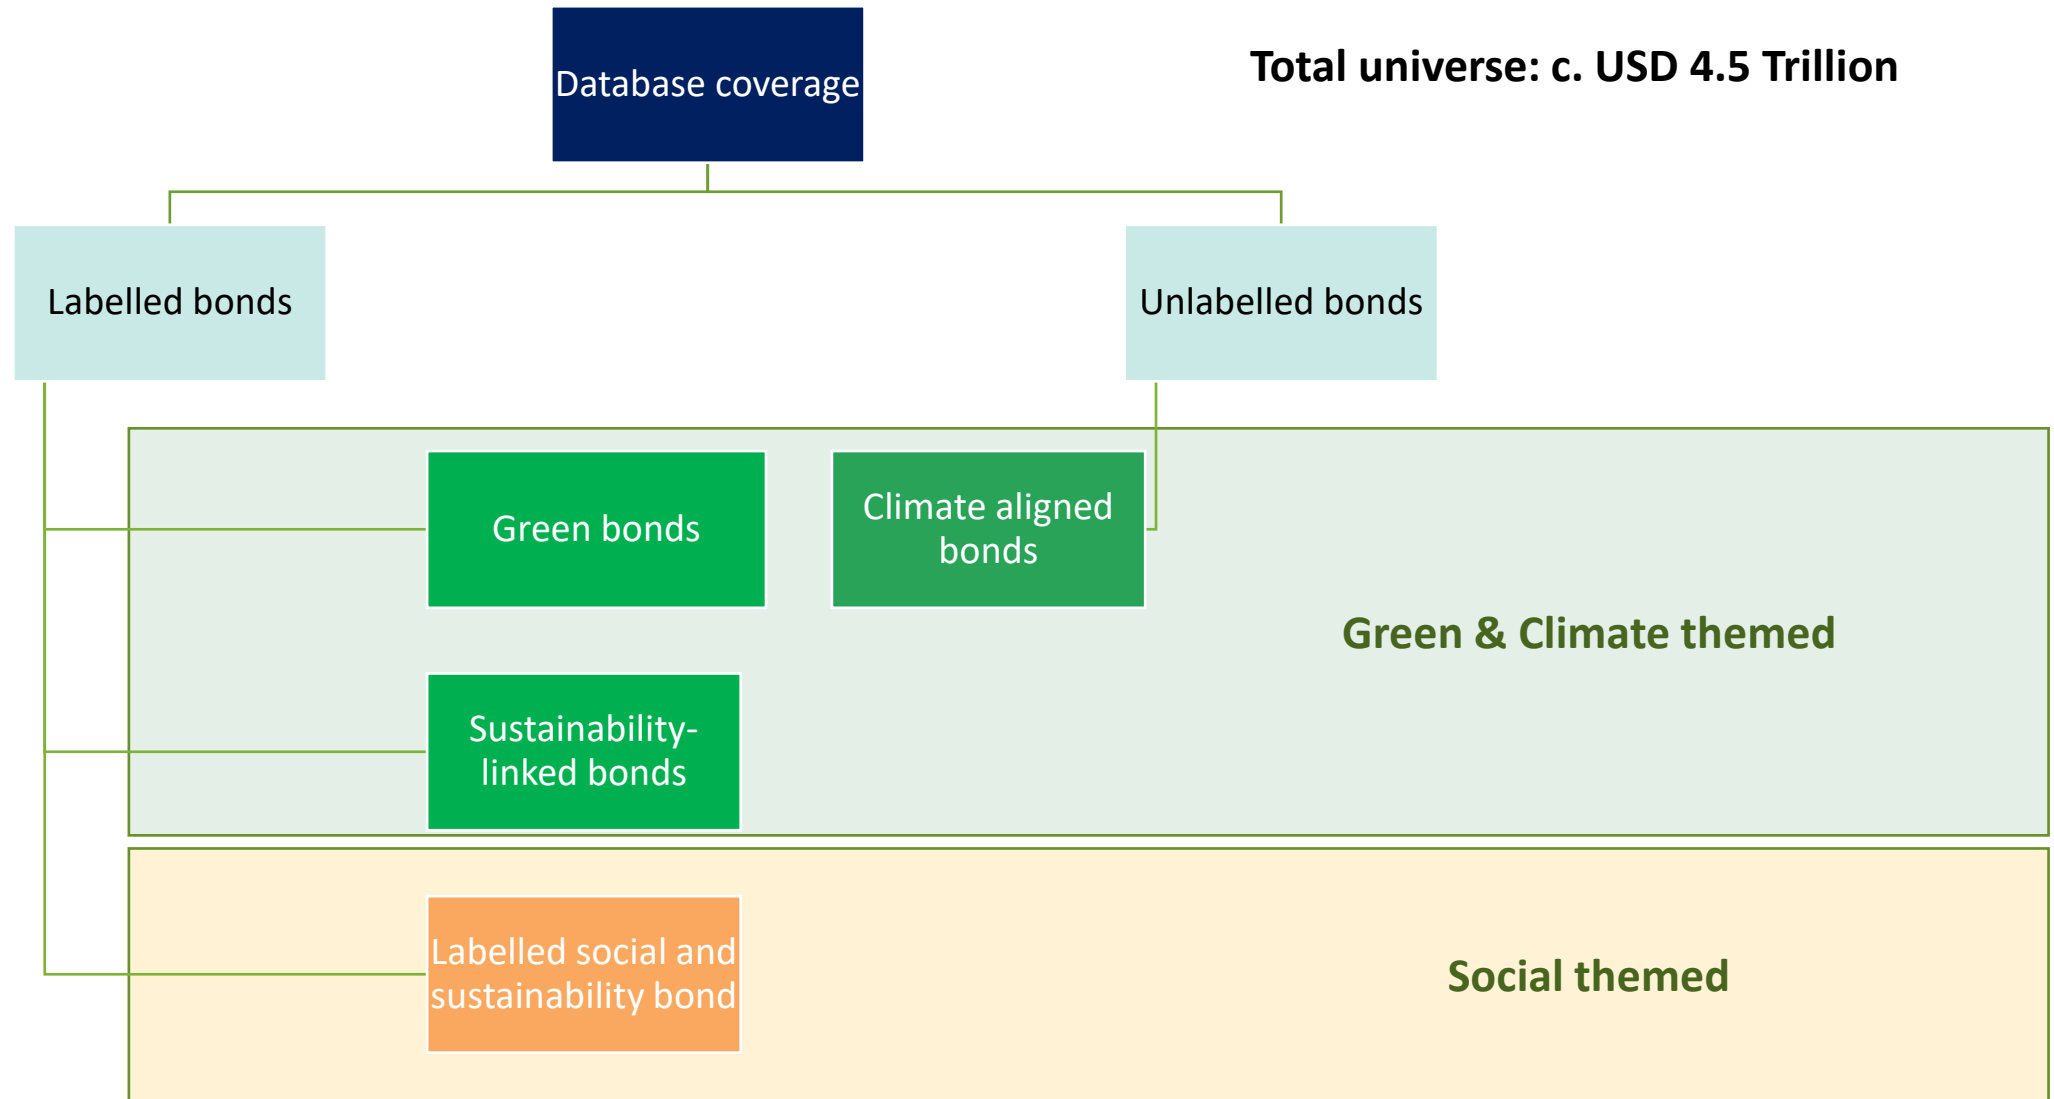 Database coverage
Total universe: c. USD 4.5 Trillion
Labelled bonds
Unlabelled bonds
Green bonds
Climate aligned
bonds
Green & Climate themed
Sustainability-
linked bonds
Labelled social and
sustainability bond
Social themed